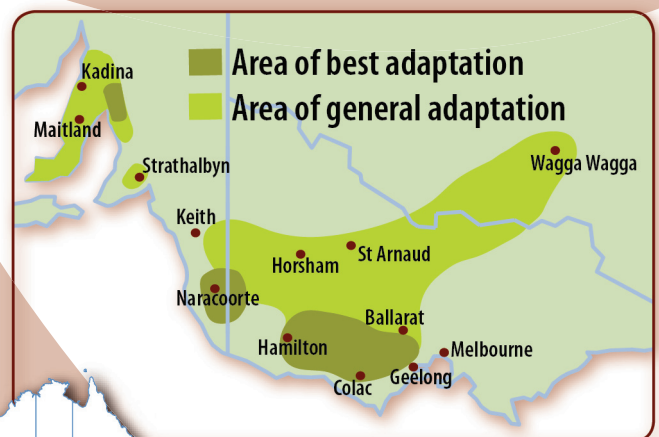 Area of best adaptation
Area of general adaptation
Kadina
Maitland
Strathalbyn
Wagga Wagga
Keith
Horsham
St Arnaud
Naracoorte
Ballarat
Hamilton
Melbourne
Geelong
Colac